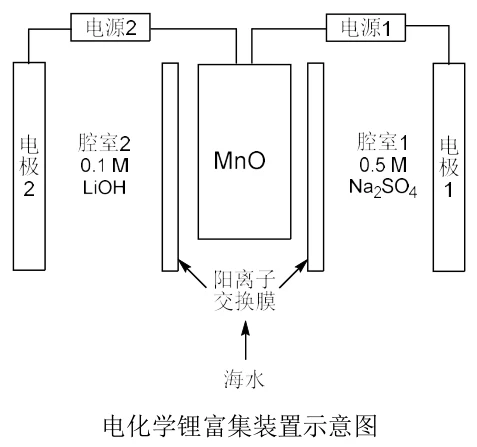 电源2
电源1
电极2
腔室2
0.1 M
LiOH
MnO
腔室1
0.5 M
Na₂SO₄
电极1
阳离子
交换膜
海水
电化学锂富集装置示意图